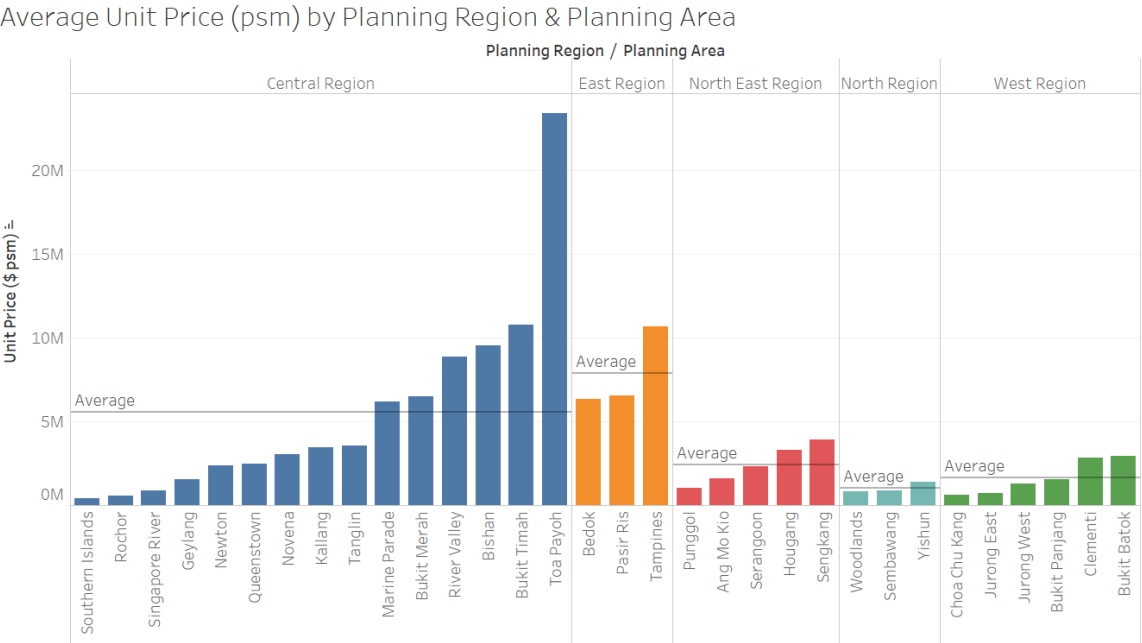 Average Unit Price (psm) by Planning Region & Planning Area
Planning Region / Planning Area
Central Region
East Region
North East Region
North Region
West Region
Unit Price ($ psm)
20M
15M
10M
5M
0M
Average
Average
Average
Average
Average
Southern Islands
Rochor
Singapore River
Geylang
Newton
Queenstown
Novena
Kallang
Tanglin
Marine Parade
Bukit Merah
River Valley
Bishan
Bukit Timah
Toa Payoh
Bedok
Pasir Ris
Tampines
Punggol
Ang Mo Kio
Serangoon
Hougang
Sengkang
Woodlands
Sembawang
Yishun
Choa Chu Kang
Jurong East
Jurong West
Bukit Panjang
Clementi
Bukit Batok